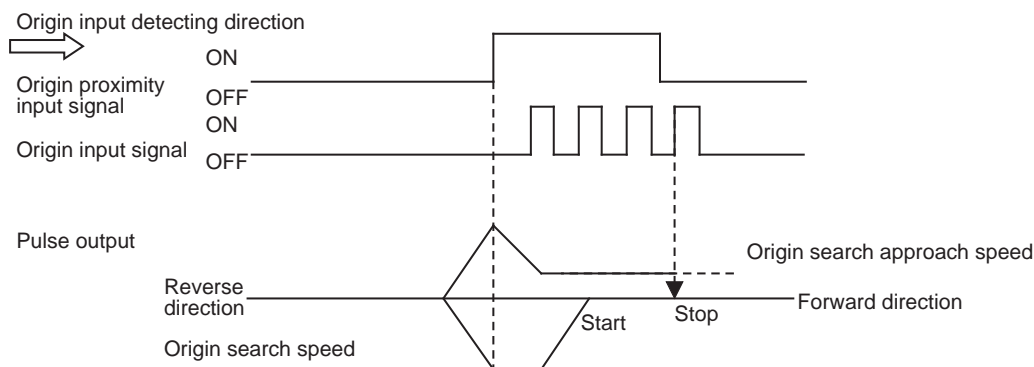 Origin input detecting direction
ON
Origin proximity
input signal
OFF
ON
Origin input signal
OFF
Pulse output
Origin search approach speed
Reverse
direction
Forward direction
Start
Stop
Origin search speed